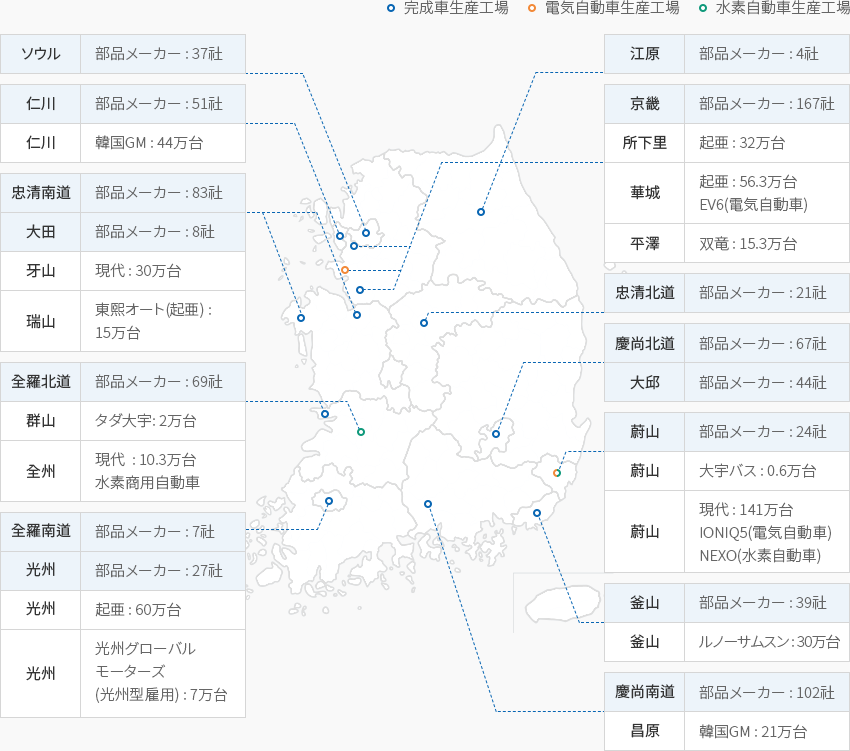 完成車生産工場 電気自動車生産工場 水素自動車生産工場
ソウル 部品メーカー : 37社
仁川 部品メーカー : 51社
仁川 韓国GM : 44万台
忠清南道 部品メーカー : 83社
大田 部品メーカー : 8社
牙山 現代 : 30万台
瑞山 東熙オート(起亜) :
15万台
全羅北道 部品メーカー : 69社
群山 タダ大宇: 2万台
全州 現代 : 10.3万台
水素商用自動車
全羅南道 部品メーカー : 7社
光州 部品メーカー : 27社
光州 起亜 : 60万台
光州 光州グローバル
モーターズ
(光州型雇用) : 7万台
江原 部品メーカー : 4社
京畿 部品メーカー : 167社
所下里 起亜 : 32万台
華城 起亜 : 56.3万台
EV6(電気自動車)
平澤 双竜 : 15.3万台
忠清北道 部品メーカー : 21社
慶尚北道 部品メーカー : 67社
大邱 部品メーカー : 44社
蔚山 部品メーカー : 24社
蔚山 大宇バス : 0.6万台
蔚山 現代 : 141万台
IONIQ5(電気自動車)
NEXO(水素自動車)
釜山 部品メーカー : 39社
釜山 ルノーサムスン : 30万台
慶尚南道 部品メーカー : 102社
昌原 韓国GM : 21万台